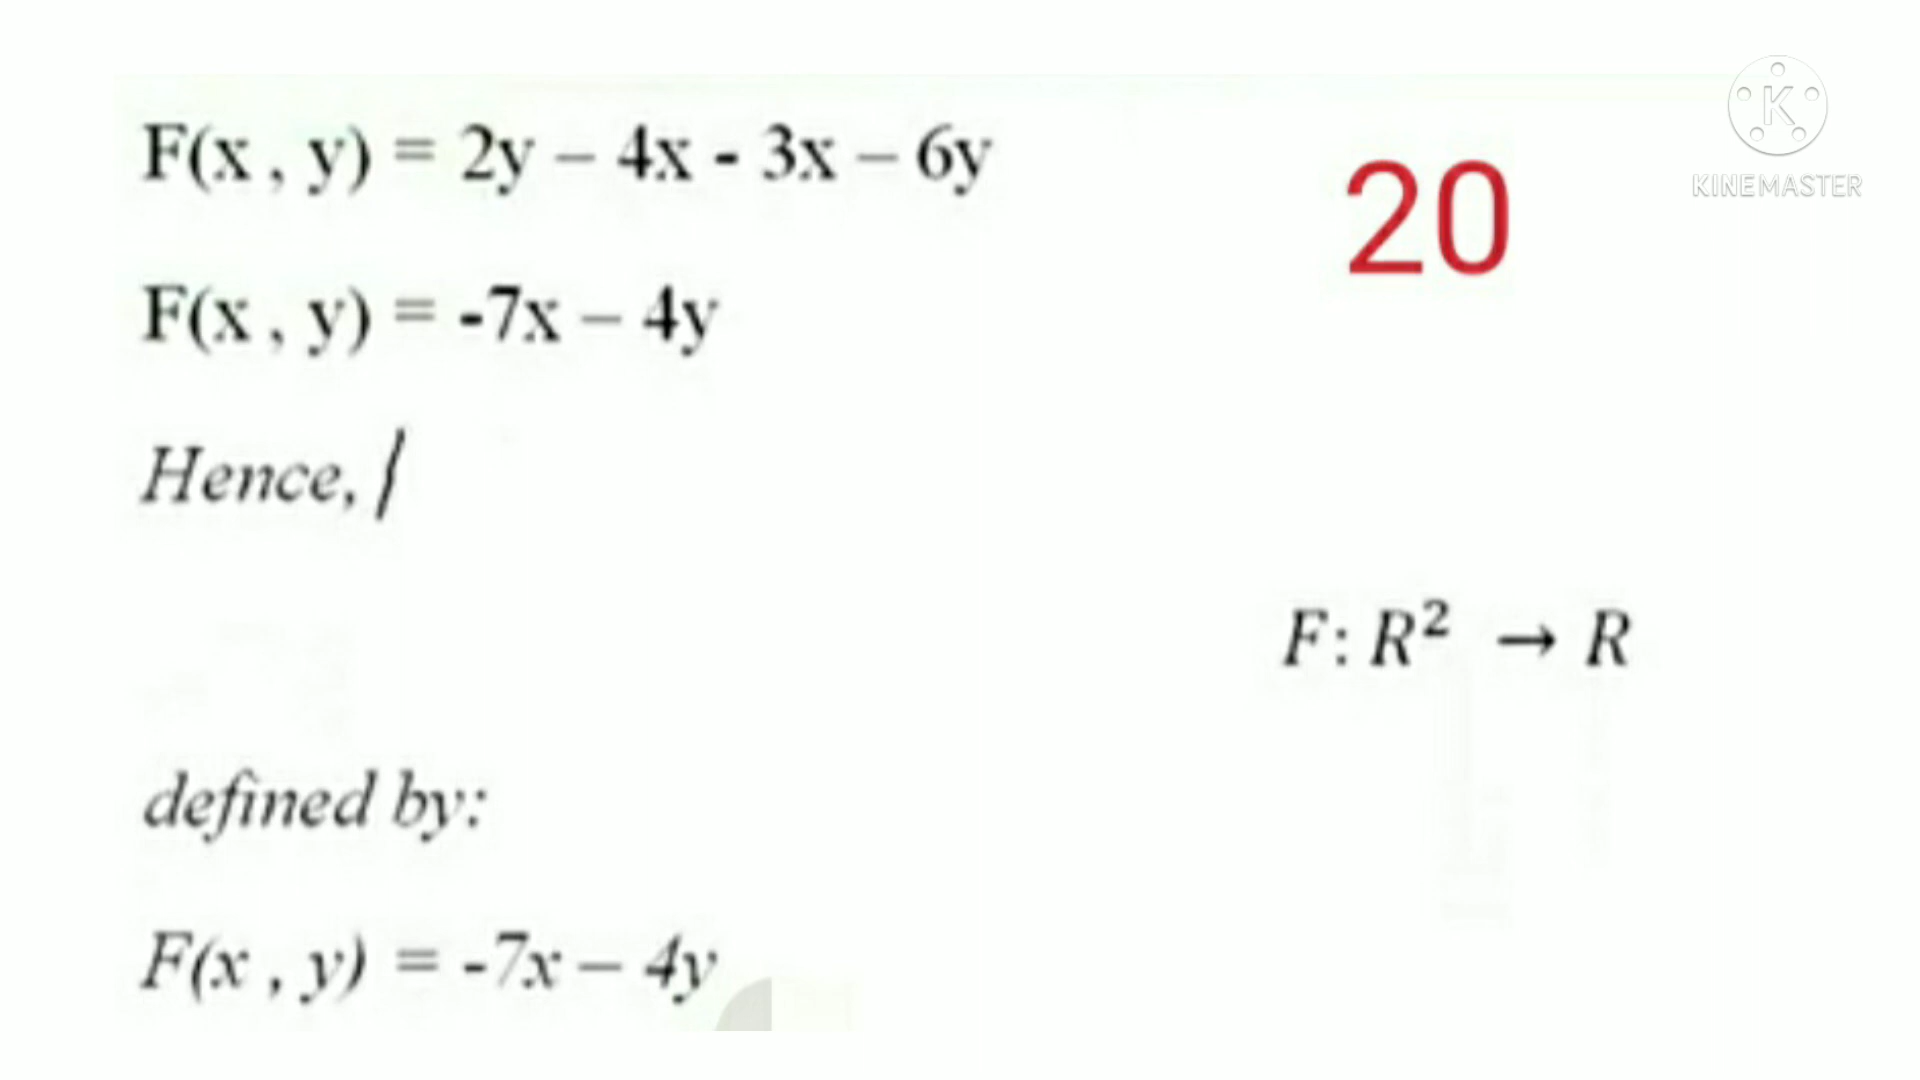 F(x , y) = 2y – 4x - 3x – 6y
20
KINEMASTER
F(x , y) = -7x – 4y
Hence,
F: R² → R
defined by:
F(x , y) = -7x – 4y